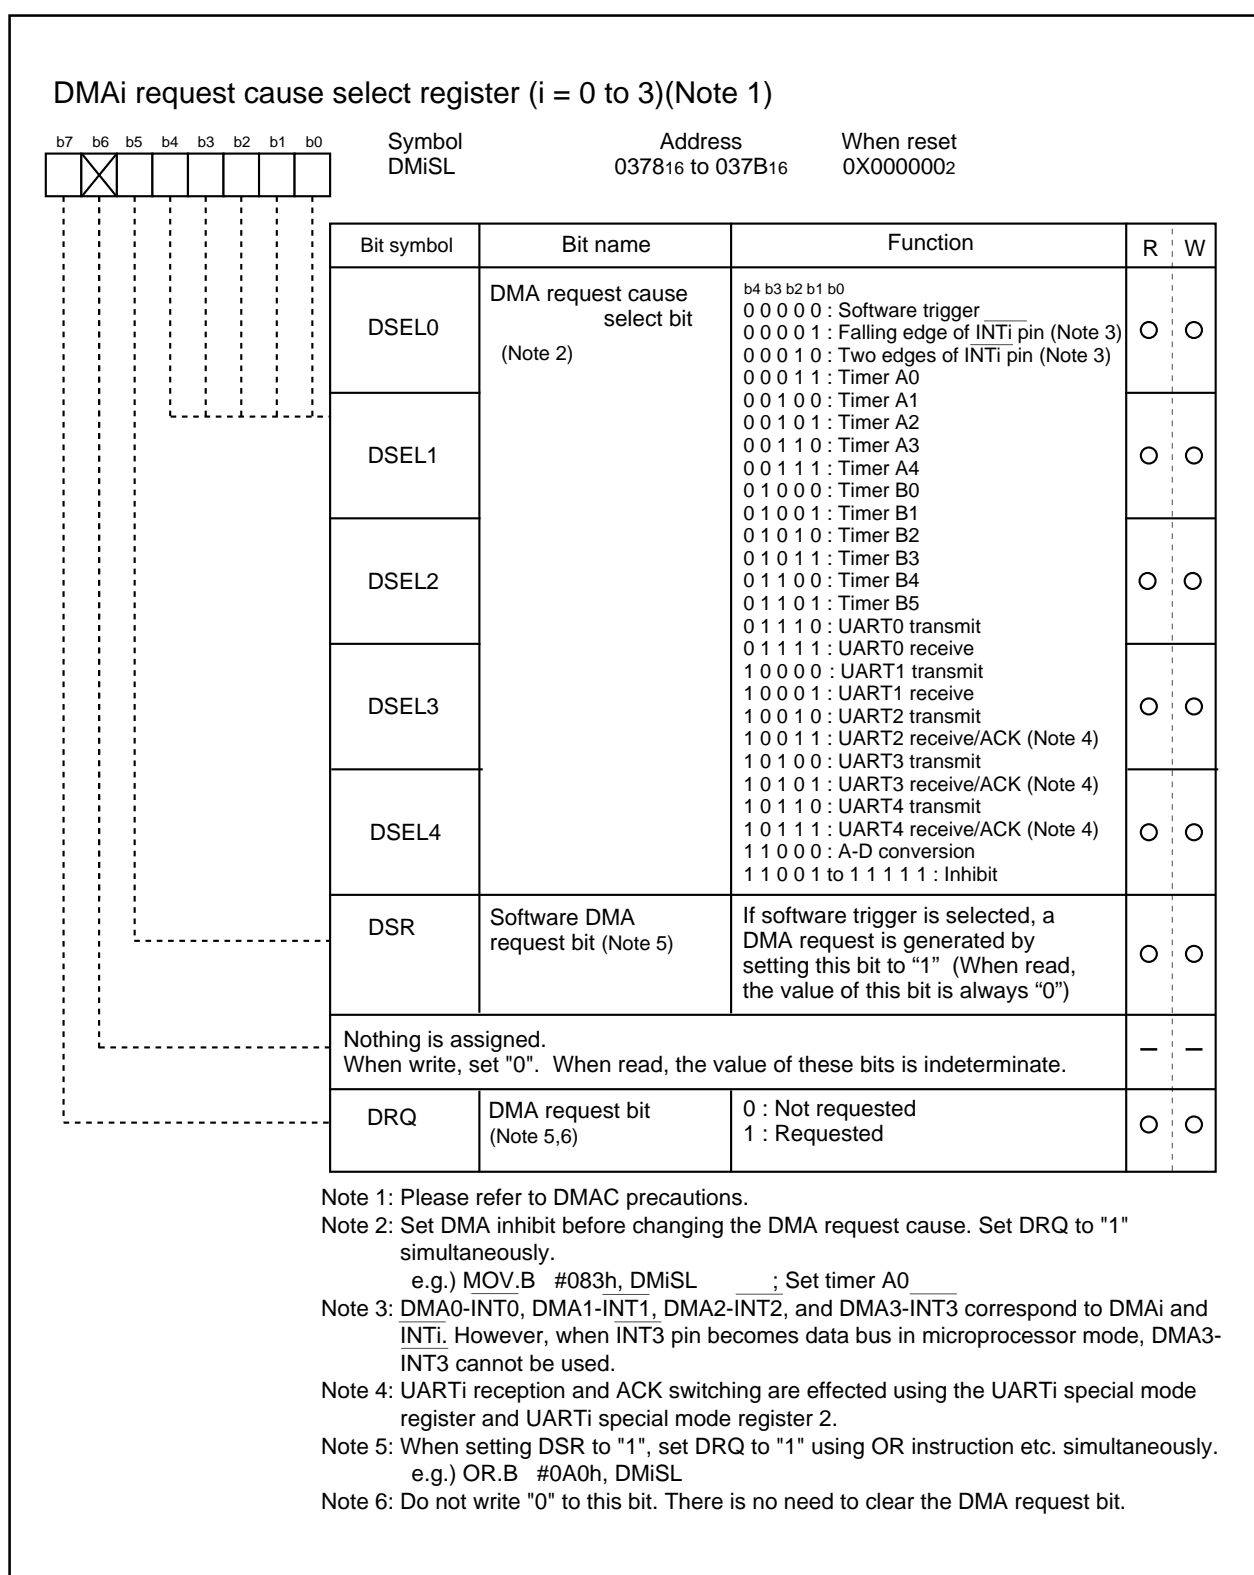 DMAi request cause select register (i = 0 to 3)(Note 1)
b7 b6 b5 b4 b3 b2 b1 b0
Symbol Address When reset
DMiSL 037816 to 037B16 0X0000002
Bit symbol Bit name Function R W
DSEL0
DMA request cause
select bit
(Note 2)
b4 b3 b2 b1 b0
0 0 0 0 0 : Software trigger
0 0 0 0 1 : Falling edge of INTi pin (Note 3)
0 0 0 1 0 : Two edges of INTi pin (Note 3)
0 0 0 1 1 : Timer A0
0 0 1 0 0 : Timer A1
0 0 1 0 1 : Timer A2
0 0 1 1 0 : Timer A3
0 0 1 1 1 : Timer A4
0 1 0 0 0 : Timer B0
0 1 0 0 1 : Timer B1
0 1 0 1 0 : Timer B2
0 1 0 1 1 : Timer B3
0 1 1 0 0 : Timer B4
0 1 1 0 1 : Timer B5
0 1 1 1 0 : UART0 transmit
0 1 1 1 1 : UART0 receive
1 0 0 0 0 : UART1 transmit
1 0 0 0 1 : UART1 receive
1 0 0 1 0 : UART2 transmit
1 0 0 1 1 : UART2 receive/ACK (Note 4)
1 0 1 0 0 : UART3 transmit
1 0 1 0 1 : UART3 receive/ACK (Note 4)
1 0 1 1 0 : UART4 transmit
1 0 1 1 1 : UART4 receive/ACK (Note 4)
1 1 0 0 0 : A-D conversion
1 1 0 0 1 to 1 1 1 1 1 : Inhibit
DSEL1
DSEL2
DSEL3
DSEL4
DSR
Software DMA
request bit (Note 5)
If software trigger is selected, a
DMA request is generated by
setting this bit to “1” (When read,
the value of this bit is always “0”)
Nothing is assigned.
When write, set "0". When read, the value of these bits is indeterminate.
DRQ
DMA request bit
(Note 5,6)
0 : Not requested
1 : Requested
Note 1: Please refer to DMAC precautions.
Note 2: Set DMA inhibit before changing the DMA request cause. Set DRQ to "1"
simultaneously.
e.g.) MOV.B #083h, DMiSL ; Set timer A0
Note 3: DMA0-INT0, DMA1-INT1, DMA2-INT2, and DMA3-INT3 correspond to DMAi and
INTi. However, when INT3 pin becomes data bus in microprocessor mode, DMA3-
INT3 cannot be used.
Note 4: UARTi reception and ACK switching are effected using the UARTi special mode
register and UARTi special mode register 2.
Note 5: When setting DSR to "1", set DRQ to "1" using OR instruction etc. simultaneously.
e.g.) OR.B #0A0h, DMiSL
Note 6: Do not write "0" to this bit. There is no need to clear the DMA request bit.